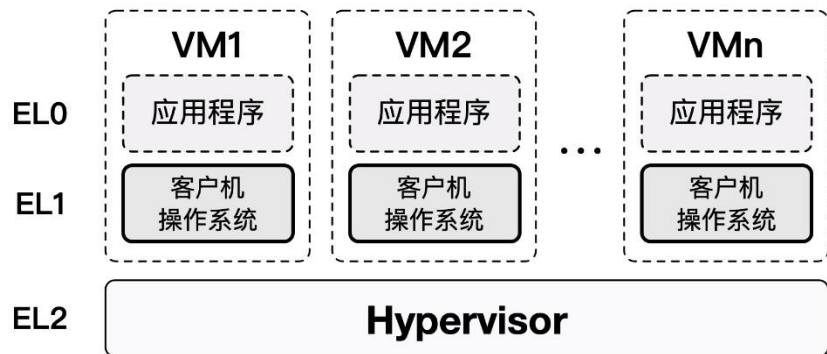 VM1 VM2 VMn
EL0 应用程序 应用程序 ... 应用程序
EL1 客户机 客户机 客户机
操作系统 操作系统 操作系统
EL2 Hypervisor